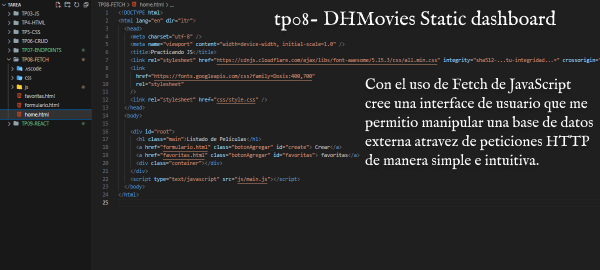 TAREA
TP03-JS
TP4-HTML
TP5-CSS
TP06-CRUD
TP07-ENDPOINTS
TP08-FETCH
.vscode
css
js
favoritas.html
formulario.html
home.html
TP09-REACT
TP08-FETCH > home.html > ...
1 <!DOCTYPE html>
2 <html lang="en" dir="ltr">
3 <head>
4 <meta charset="utf-8" />
5 <meta name="viewport" content="width=device-width, initial-scale=1.0" />
6 <title>Practicando JS</title>
7 <link rel="stylesheet" href="https://cdnjs.cloudflare.com/ajax/libs/font-awesome/5.15.3/css/all.min.css" integrity="sha512-...tu-integridad...=" crossorigin=
8 <link
9 href="https://fonts.googleapis.com/css?family=Dosis:400,700"
10 rel="stylesheet"
11 />
12 <link rel="stylesheet" href="css/style.css" />
13 </head>
14 <body>
15
16 <div id="root">
17 <h1 class="main">Listado de Películas</h1>
18 <a href="formulario.html" class="botonAgregar" id="create"> Crear</a>
19 <a href="favoritas.html" class="botonAgregar" id="favoritas"> favoritas</a>
20 <div class="container"></div>
21 </div>
22 <script type="text/javascript" src="js/main.js"></script>
23 </body>
24 </html>
25
tp08- DHMovies Static dashboard
Con el uso de Fetch de JavaScript
cree una interface de usuario que me
permitio manipular una base de datos
externa atravez de peticiones HTTP
de manera simple e intuitiva.